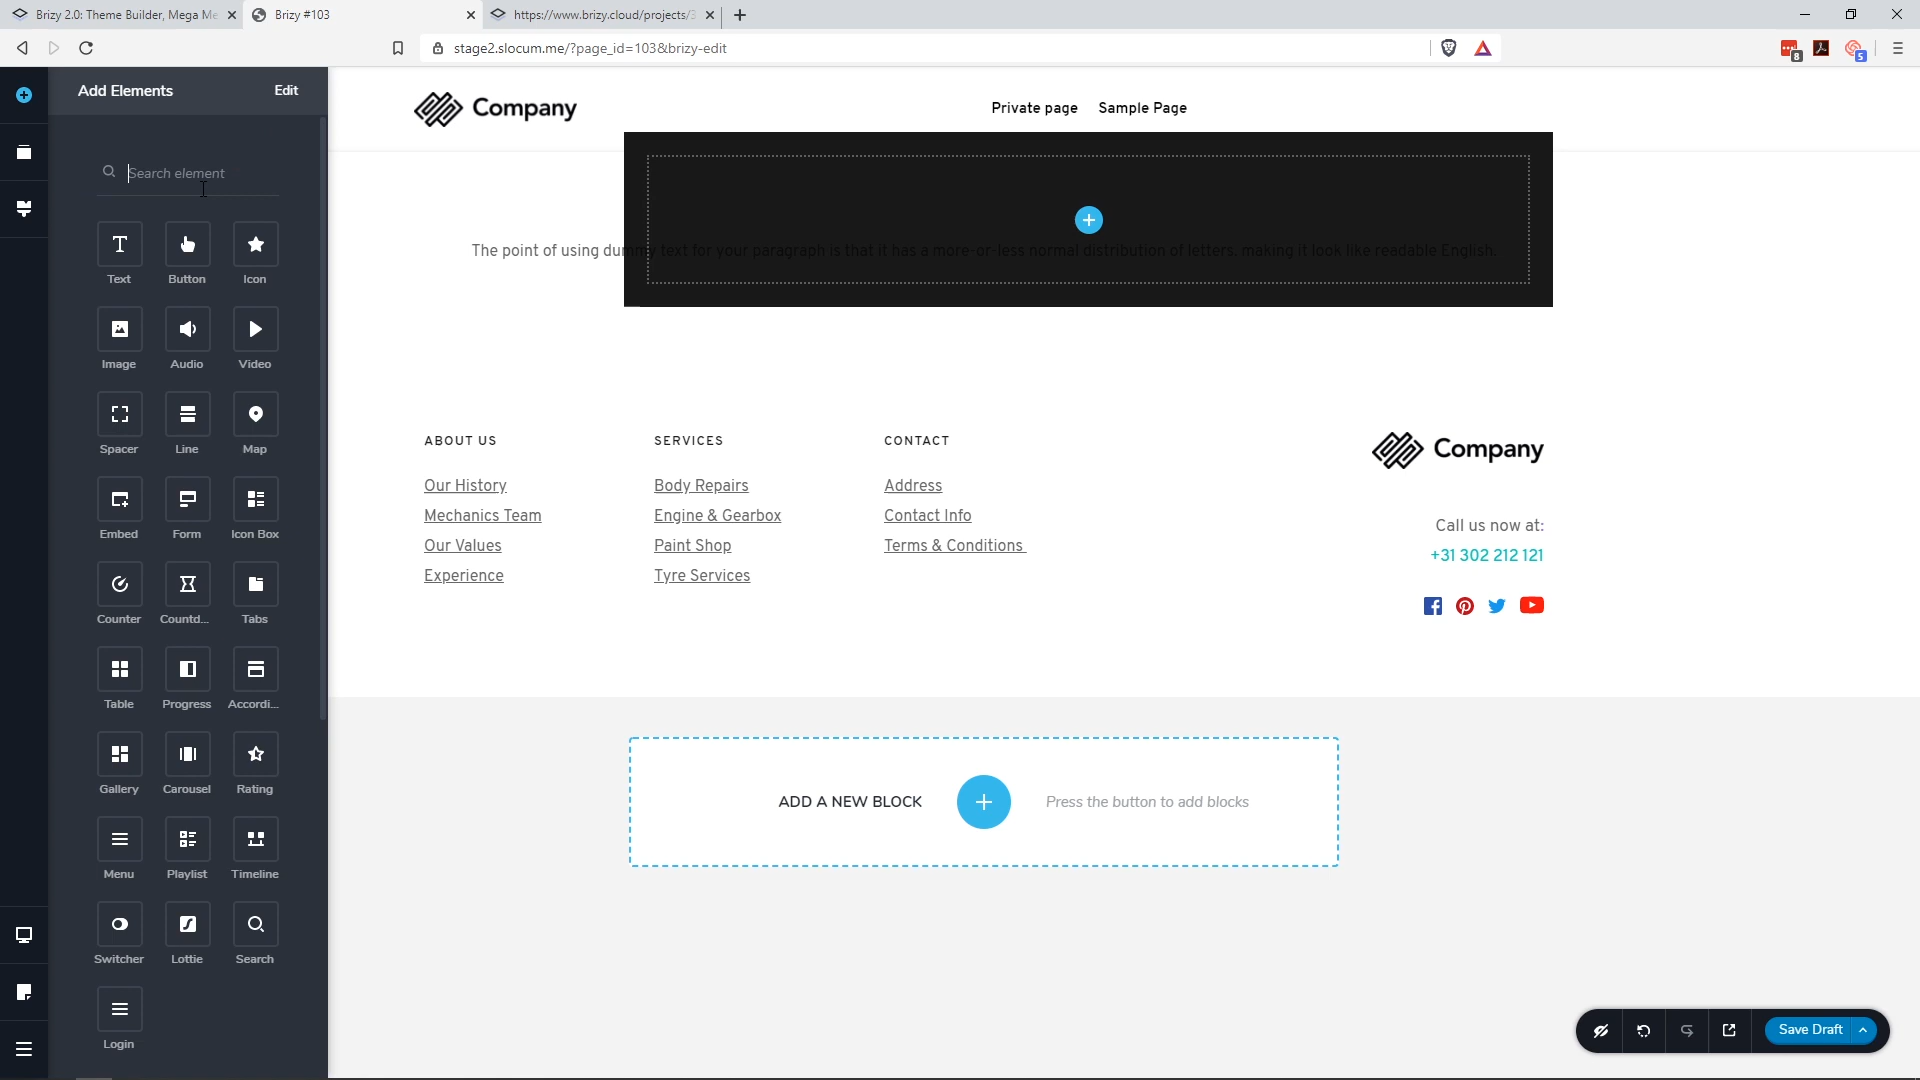 Brizy 2.0: Theme Builder, Mega Me
Brizy #103
https://www.brizy.cloud/projects/3
stage2.slocum.me/?page_id=103&brizy-edit
8
5
Add Elements
Edit
Search element
Text
Button
Icon
Image
Audio
Video
Spacer
Line
Map
Embed
Form
Icon Box
Counter
Countd...
Tabs
Table
Progress
Accordi...
Gallery
Carousel
Rating
Menu
Playlist
Timeline
Switcher
Lottie
Search
Login
Company
Private page
Sample Page
The point of using dummy text for your paragraph is that it has a more-or-less normal distribution of letters. making it look like readable English.
ABOUT US
Our History
Mechanics Team
Our Values
Experience
SERVICES
Body Repairs
Engine & Gearbox
Paint Shop
Tyre Services
CONTACT
Address
Contact Info
Terms & Conditions
Company
Call us now at:
+31 302 212 121
ADD A NEW BLOCK
Press the button to add blocks
Save Draft